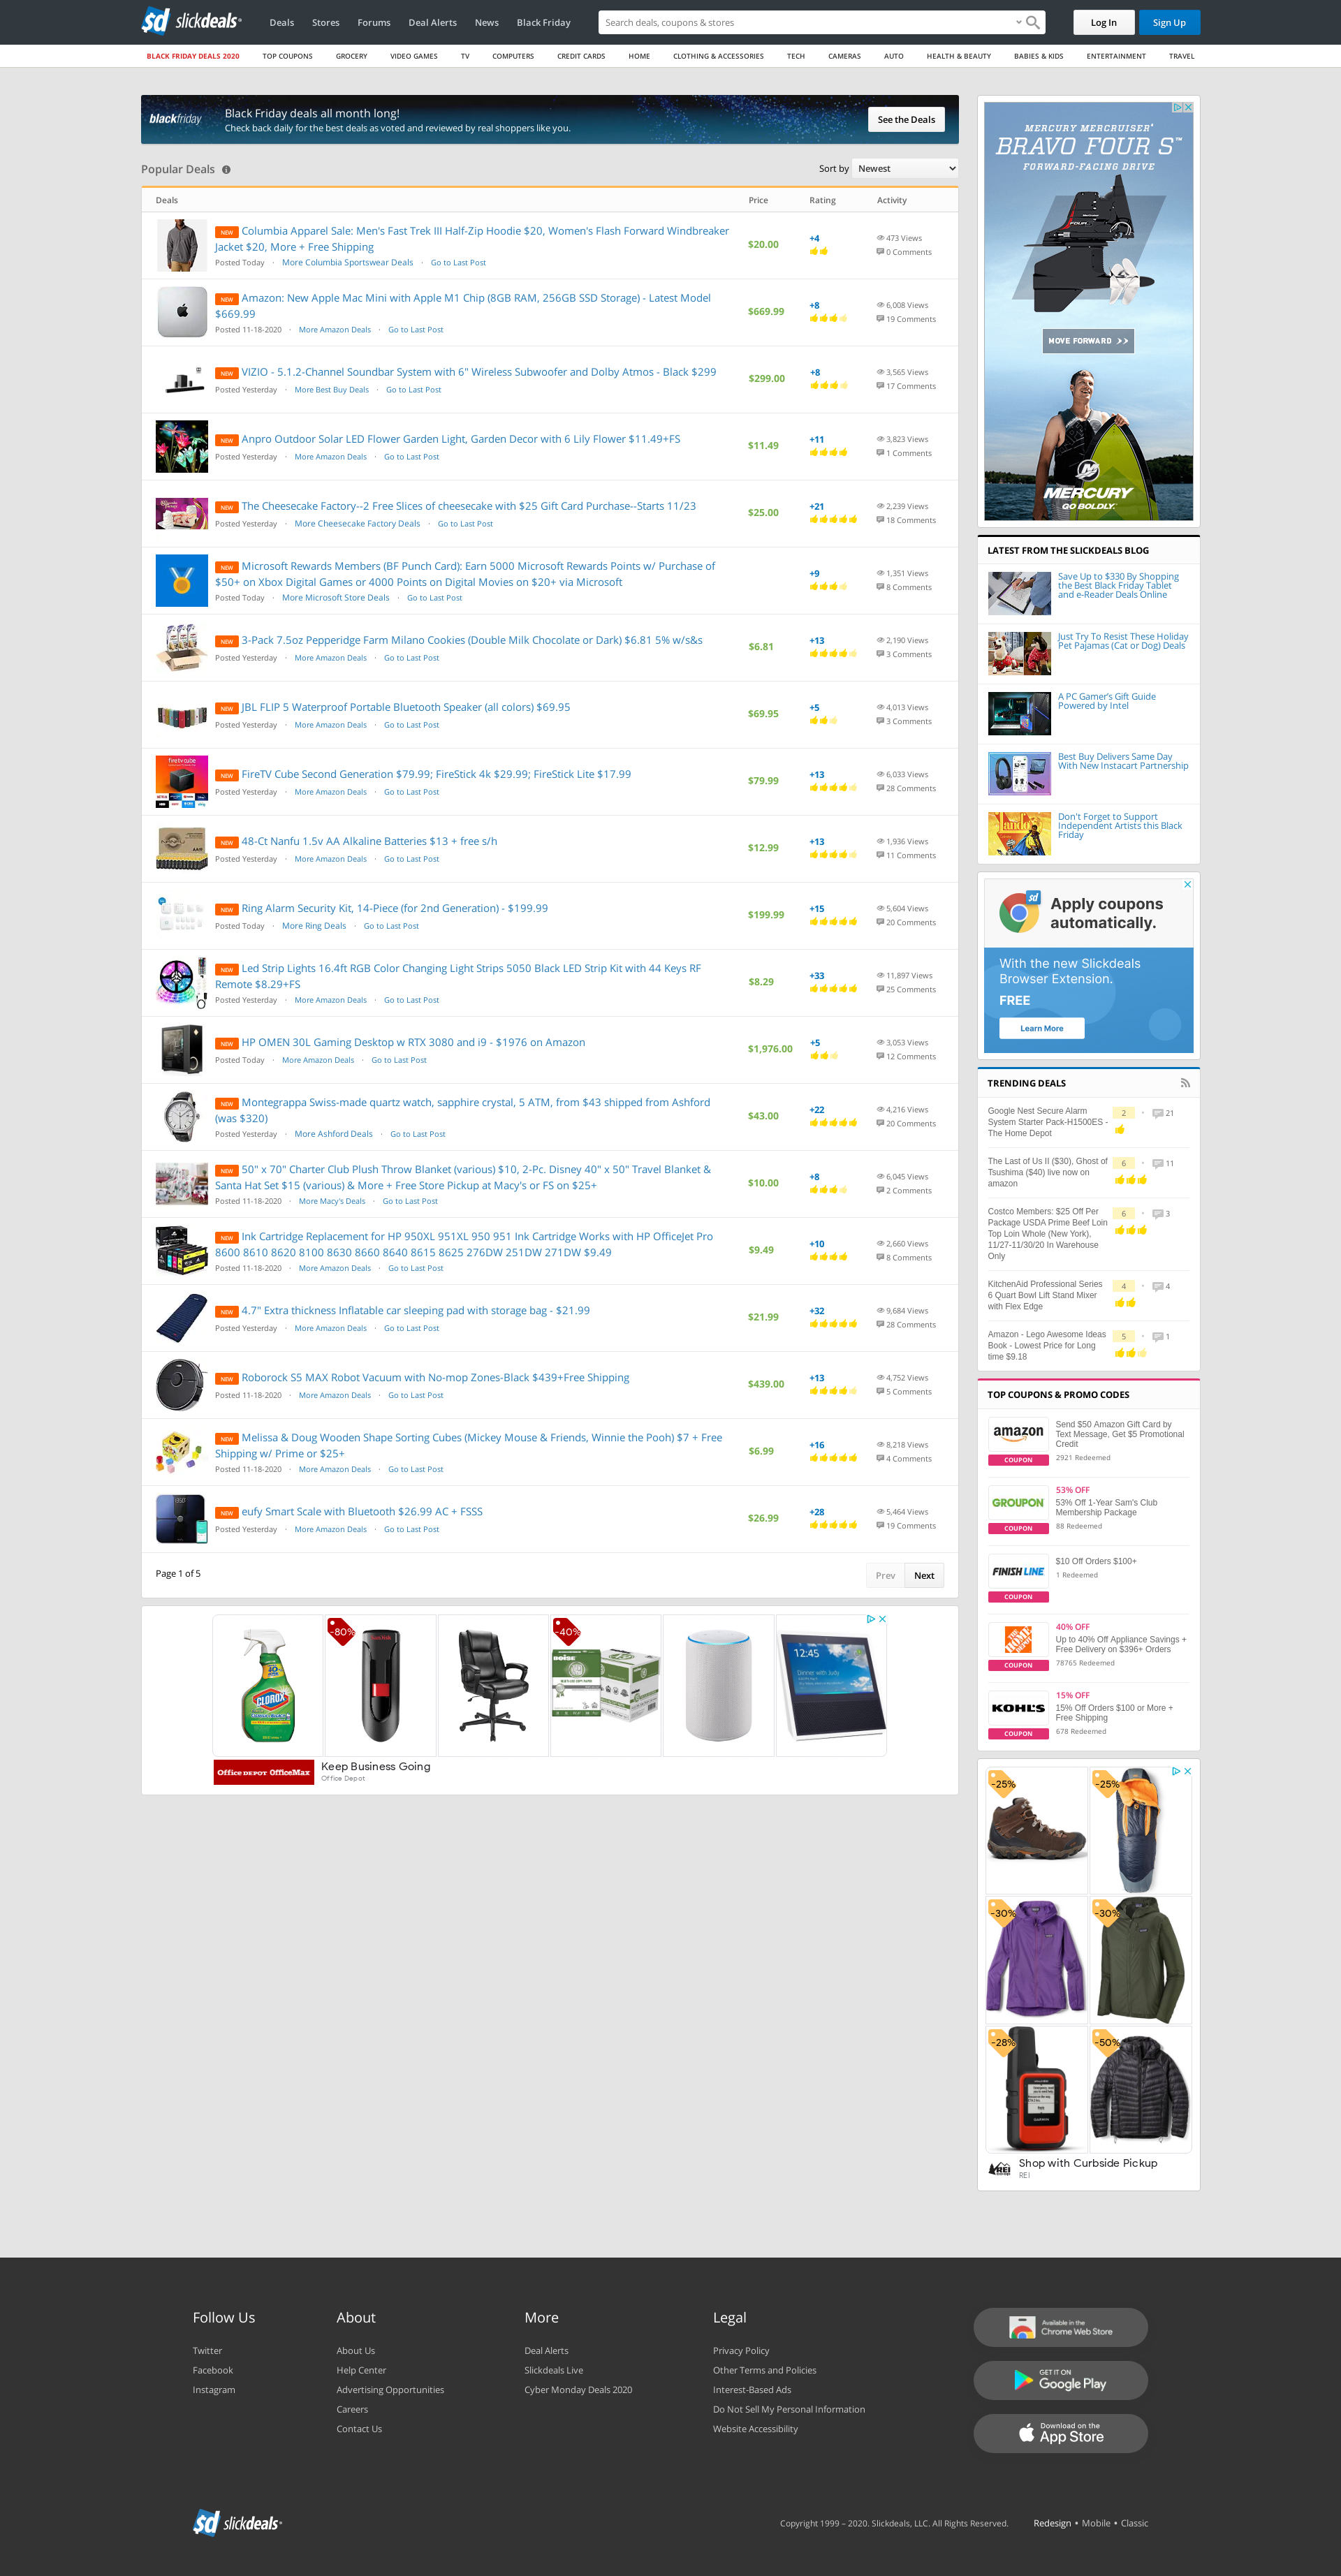 slickdeals
Deals
Stores
Forums
Deal Alerts
News
Black Friday
Search deals, coupons & stores
Log In
Sign Up
BLACK FRIDAY DEALS 2020
TOP COUPONS
GROCERY
VIDEO GAMES
TV
COMPUTERS
CREDIT CARDS
HOME
CLOTHING & ACCESSORIES
TECH
CAMERAS
AUTO
HEALTH & BEAUTY
BABIES & KIDS
ENTERTAINMENT
TRAVEL
blackfriday
Black Friday deals all month long!
Check back daily for the best deals as voted and reviewed by real shoppers like you.
See the Deals
Popular Deals
Sort by Newest
Deals Price Rating Activity
NEW Columbia Apparel Sale: Men's Fast Trek III Half-Zip Hoodie $20, Women's Flash Forward Windbreaker
Jacket $20, More + Free Shipping
Posted Today · More Columbia Sportswear Deals · Go to Last Post
$20.00
+4
473 Views
0 Comments
NEW Amazon: New Apple Mac Mini with Apple M1 Chip (8GB RAM, 256GB SSD Storage) - Latest Model
$669.99
Posted 11-18-2020 · More Amazon Deals · Go to Last Post
$669.99
+8
6,008 Views
19 Comments
NEW VIZIO - 5.1.2-Channel Soundbar System with 6" Wireless Subwoofer and Dolby Atmos - Black $299
Posted Yesterday · More Best Buy Deals · Go to Last Post
$299.00
+8
3,565 Views
17 Comments
NEW Anpro Outdoor Solar LED Flower Garden Light, Garden Decor with 6 Lily Flower $11.49+FS
Posted Yesterday · More Amazon Deals · Go to Last Post
$11.49
+11
3,823 Views
1 Comments
NEW The Cheesecake Factory--2 Free Slices of cheesecake with $25 Gift Card Purchase--Starts 11/23
Posted Yesterday · More Cheesecake Factory Deals · Go to Last Post
$25.00
+21
2,239 Views
18 Comments
NEW Microsoft Rewards Members (BF Punch Card): Earn 5000 Microsoft Rewards Points w/ Purchase of
$50+ on Xbox Digital Games or 4000 Points on Digital Movies on $20+ via Microsoft
Posted Today · More Microsoft Store Deals · Go to Last Post
+9
1,351 Views
8 Comments
NEW 3-Pack 7.5oz Pepperidge Farm Milano Cookies (Double Milk Chocolate or Dark) $6.81 5% w/s&s
Posted Yesterday · More Amazon Deals · Go to Last Post
$6.81
+13
2,190 Views
3 Comments
NEW JBL FLIP 5 Waterproof Portable Bluetooth Speaker (all colors) $69.95
Posted Yesterday · More Amazon Deals · Go to Last Post
$69.95
+5
4,013 Views
3 Comments
NEW FireTV Cube Second Generation $79.99; FireStick 4k $29.99; FireStick Lite $17.99
Posted Yesterday · More Amazon Deals · Go to Last Post
$79.99
+13
6,033 Views
28 Comments
NEW 48-Ct Nanfu 1.5v AA Alkaline Batteries $13 + free s/h
Posted Yesterday · More Amazon Deals · Go to Last Post
$12.99
+13
1,936 Views
11 Comments
NEW Ring Alarm Security Kit, 14-Piece (for 2nd Generation) - $199.99
Posted Today · More Ring Deals · Go to Last Post
$199.99
+15
5,604 Views
20 Comments
NEW Led Strip Lights 16.4ft RGB Color Changing Light Strips 5050 Black LED Strip Kit with 44 Keys RF
Remote $8.29+FS
Posted Yesterday · More Amazon Deals · Go to Last Post
$8.29
+33
11,897 Views
25 Comments
NEW HP OMEN 30L Gaming Desktop w RTX 3080 and i9 - $1976 on Amazon
Posted Today · More Amazon Deals · Go to Last Post
$1,976.00
+5
3,053 Views
12 Comments
NEW Montegrappa Swiss-made quartz watch, sapphire crystal, 5 ATM, from $43 shipped from Ashford
(was $320)
Posted Yesterday · More Ashford Deals · Go to Last Post
$43.00
+22
4,216 Views
20 Comments
NEW 50" x 70" Charter Club Plush Throw Blanket (various) $10, 2-Pc. Disney 40" x 50" Travel Blanket &
Santa Hat Set $15 (various) & More + Free Store Pickup at Macy's or FS on $25+
Posted 11-18-2020 · More Macy's Deals · Go to Last Post
$10.00
+8
6,045 Views
2 Comments
NEW Ink Cartridge Replacement for HP 950XL 951XL 950 951 Ink Cartridge Works with HP OfficeJet Pro
8600 8610 8620 8100 8630 8660 8640 8615 8625 276DW 251DW 271DW $9.49
Posted 11-18-2020 · More Amazon Deals · Go to Last Post
$9.49
+10
2,660 Views
8 Comments
NEW 4.7" Extra thickness Inflatable car sleeping pad with storage bag - $21.99
Posted Yesterday · More Amazon Deals · Go to Last Post
$21.99
+32
9,684 Views
28 Comments
NEW Roborock S5 MAX Robot Vacuum with No-mop Zones-Black $439+Free Shipping
Posted 11-18-2020 · More Amazon Deals · Go to Last Post
$439.00
+13
4,752 Views
5 Comments
NEW Melissa & Doug Wooden Shape Sorting Cubes (Mickey Mouse & Friends, Winnie the Pooh) $7 + Free
Shipping w/ Prime or $25+
Posted 11-18-2020 · More Amazon Deals · Go to Last Post
$6.99
+16
8,218 Views
4 Comments
NEW eufy Smart Scale with Bluetooth $26.99 AC + FSSS
Posted Yesterday · More Amazon Deals · Go to Last Post
$26.99
+28
5,464 Views
19 Comments
Page 1 of 5
Prev
Next
CLOROX
-80%
-40%
12:45
Office DEPOT OfficeMax
Keep Business Going
Office Depot
MERCURY MERCRUISER
BRAVO FOUR S™
FORWARD-FACING DRIVE
MOVE FORWARD >>
MERCURY
GO BOLDLY.
LATEST FROM THE SLICKDEALS BLOG
Save Up to $330 By Shopping
the Best Black Friday Tablet
and e-Reader Deals Online
Just Try To Resist These Holiday
Pet Pajamas (Cat or Dog) Deals
A PC Gamer's Gift Guide
Powered by Intel
Best Buy Delivers Same Day
With New Instacart Partnership
Don't Forget to Support
Independent Artists this Black
Friday
Apply coupons
automatically.
With the new Slickdeals
Browser Extension.
FREE
Learn More
TRENDING DEALS
Google Nest Secure Alarm
System Starter Pack-H1500ES -
The Home Depot
2 · 21
The Last of Us II ($30), Ghost of
Tsushima ($40) live now on
amazon
6 · 11
Costco Members: $25 Off Per
Package USDA Prime Beef Loin
Top Loin Whole (New York),
11/27-11/30/20 In Warehouse
Only
6 · 3
KitchenAid Professional Series
6 Quart Bowl Lift Stand Mixer
with Flex Edge
4 · 4
Amazon - Lego Awesome Ideas
Book - Lowest Price for Long
time $9.18
5 · 1
TOP COUPONS & PROMO CODES
amazon
COUPON
Send $50 Amazon Gift Card by
Text Message, Get $5 Promotional
Credit
2921 Redeemed
GROUPON
COUPON
53% OFF
53% Off 1-Year Sam's Club
Membership Package
88 Redeemed
FINISH LINE
COUPON
$10 Off Orders $100+
1 Redeemed
COUPON
40% OFF
Up to 40% Off Appliance Savings +
Free Delivery on $396+ Orders
78765 Redeemed
KOHL'S
COUPON
15% OFF
15% Off Orders $100 or More +
Free Shipping
678 Redeemed
-25%
-25%
-30%
-30%
-28%
-50%
REI
Shop with Curbside Pickup
REI
Follow Us
Twitter
Facebook
Instagram
About
About Us
Help Center
Advertising Opportunities
Careers
Contact Us
More
Deal Alerts
Slickdeals Live
Cyber Monday Deals 2020
Legal
Privacy Policy
Other Terms and Policies
Interest-Based Ads
Do Not Sell My Personal Information
Website Accessibility
Available in the
Chrome Web Store
GET IT ON
Google Play
Download on the
App Store
slickdeals
Copyright 1999 – 2020. Slickdeals, LLC. All Rights Reserved.
Redesign • Mobile • Classic